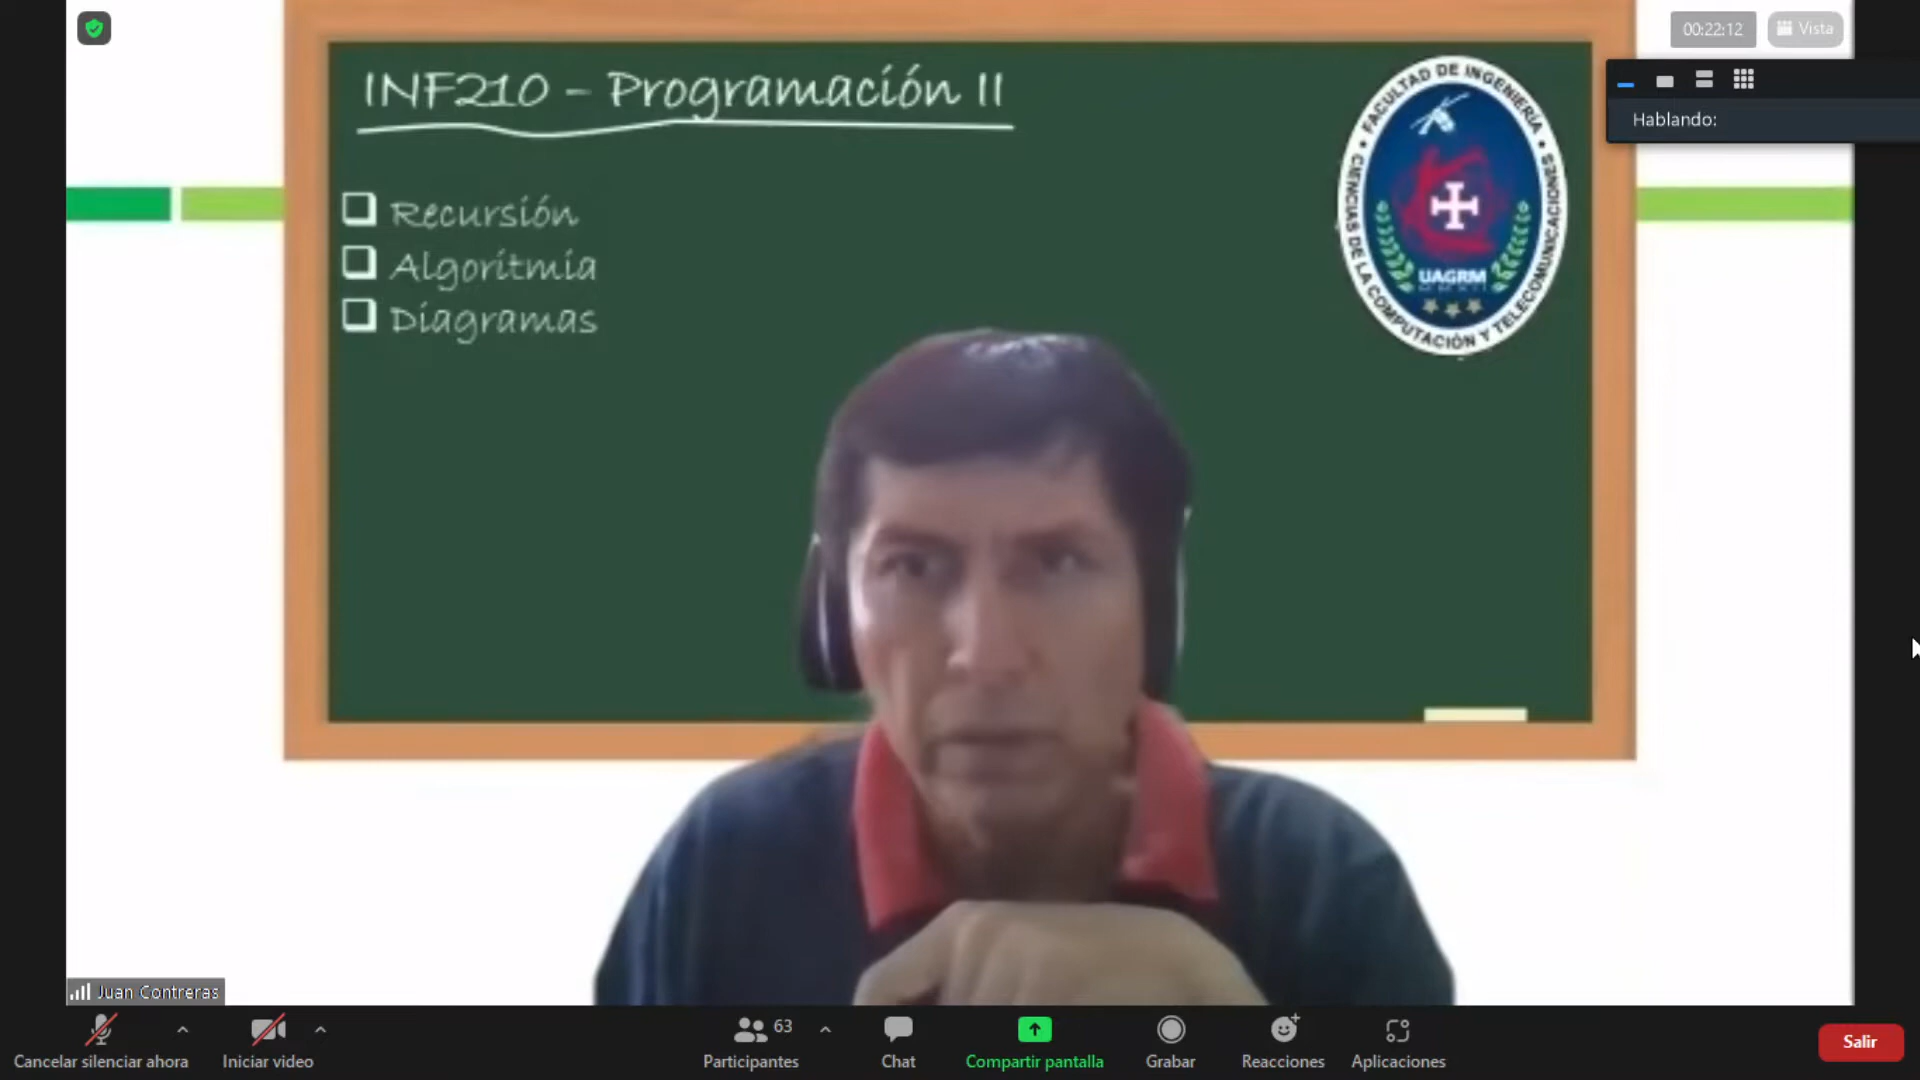 00:22:12
Vista
INF210 - Programación II
Hablando:
FACULTAD DE INGENIERÍA
CIENCIAS DE LA COMPUTACIÓN Y TELECOMUNICACIONES
UAGRM
Recursión
Algoritmia
Diagramas
Juan Contreras
63
Cancelar silenciar ahora
Iniciar video
Participantes
Chat
Compartir pantalla
Grabar
Reacciones
Aplicaciones
Salir